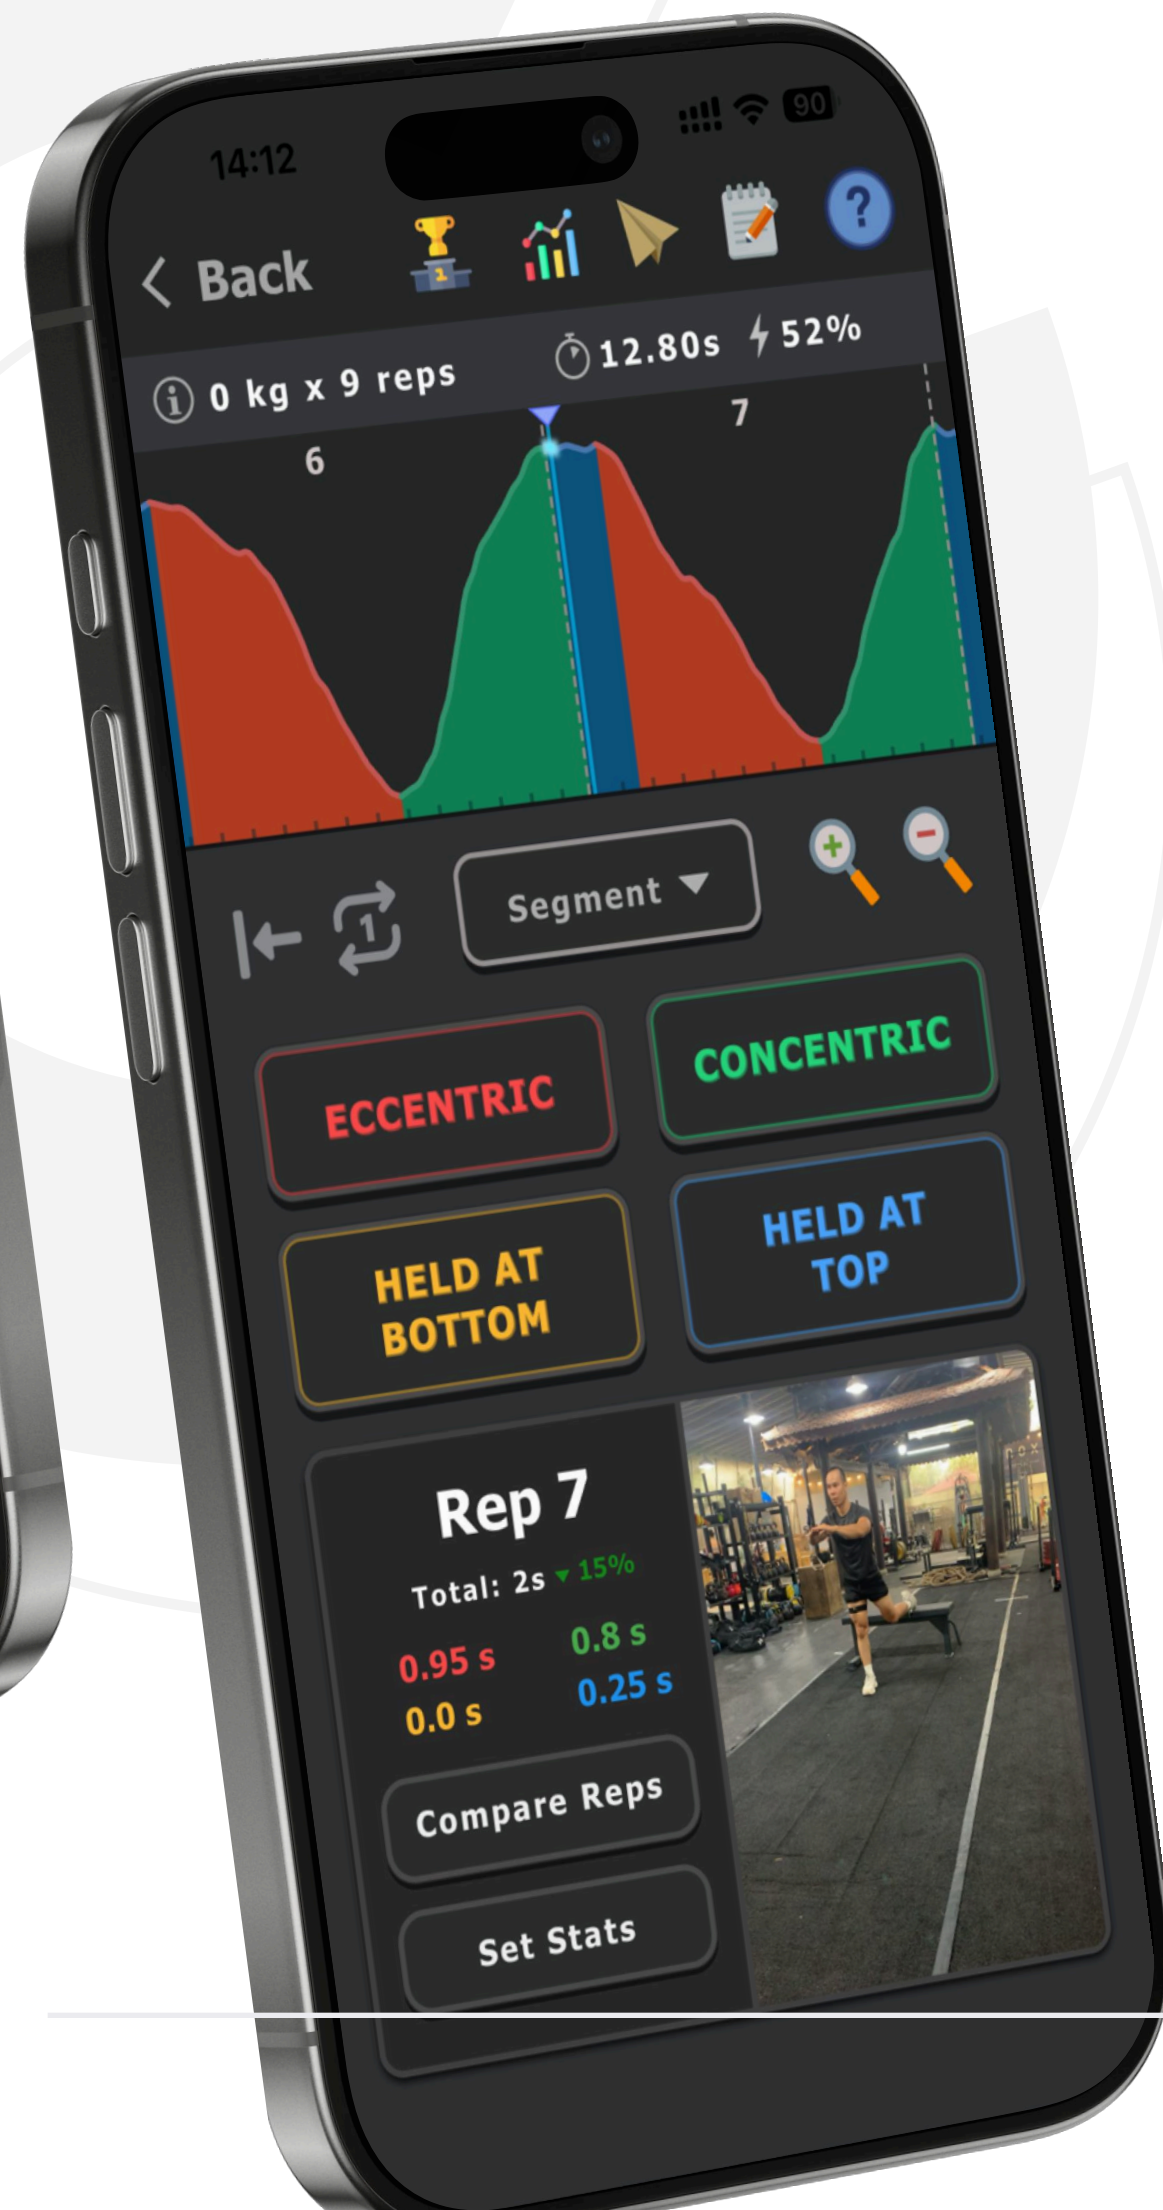 14:12
90
Back
1
?
0 kg x 9 reps
12.80s
52%
6
7
1
Segment
ECCENTRIC
CONCENTRIC
HELD AT
BOTTOM
HELD AT
TOP
Rep 7
Total: 2s ▼ 15%
0.95 s
0.8 s
0.0 s
0.25 s
Compare Reps
Set Stats